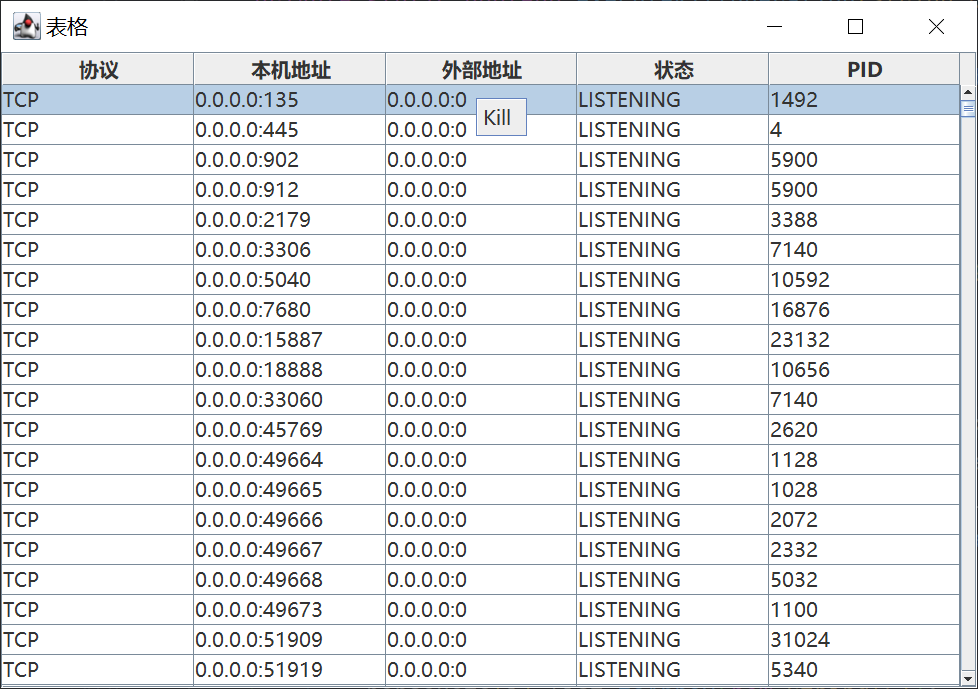 表格
协议 本机地址 外部地址 状态 PID
TCP 0.0.0.0:135 0.0.0.0:0 LISTENING 1492
Kill
TCP 0.0.0.0:445 0.0.0.0:0 LISTENING 4
TCP 0.0.0.0:902 0.0.0.0:0 LISTENING 5900
TCP 0.0.0.0:912 0.0.0.0:0 LISTENING 5900
TCP 0.0.0.0:2179 0.0.0.0:0 LISTENING 3388
TCP 0.0.0.0:3306 0.0.0.0:0 LISTENING 7140
TCP 0.0.0.0:5040 0.0.0.0:0 LISTENING 10592
TCP 0.0.0.0:7680 0.0.0.0:0 LISTENING 16876
TCP 0.0.0.0:15887 0.0.0.0:0 LISTENING 23132
TCP 0.0.0.0:18888 0.0.0.0:0 LISTENING 10656
TCP 0.0.0.0:33060 0.0.0.0:0 LISTENING 7140
TCP 0.0.0.0:45769 0.0.0.0:0 LISTENING 2620
TCP 0.0.0.0:49664 0.0.0.0:0 LISTENING 1128
TCP 0.0.0.0:49665 0.0.0.0:0 LISTENING 1028
TCP 0.0.0.0:49666 0.0.0.0:0 LISTENING 2072
TCP 0.0.0.0:49667 0.0.0.0:0 LISTENING 2332
TCP 0.0.0.0:49668 0.0.0.0:0 LISTENING 5032
TCP 0.0.0.0:49673 0.0.0.0:0 LISTENING 1100
TCP 0.0.0.0:51909 0.0.0.0:0 LISTENING 31024
TCP 0.0.0.0:51919 0.0.0.0:0 LISTENING 5340